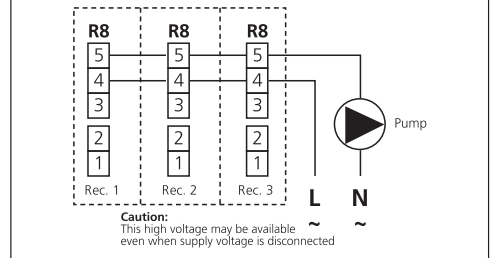 R8 R8 R8
5 5 5
4 4 4
3 3 3
2 2 2
1 1 1
Pump
Rec. 1 Rec. 2 Rec. 3
L N
~ ~
Caution:
This high voltage may be available
even when supply voltage is disconnected